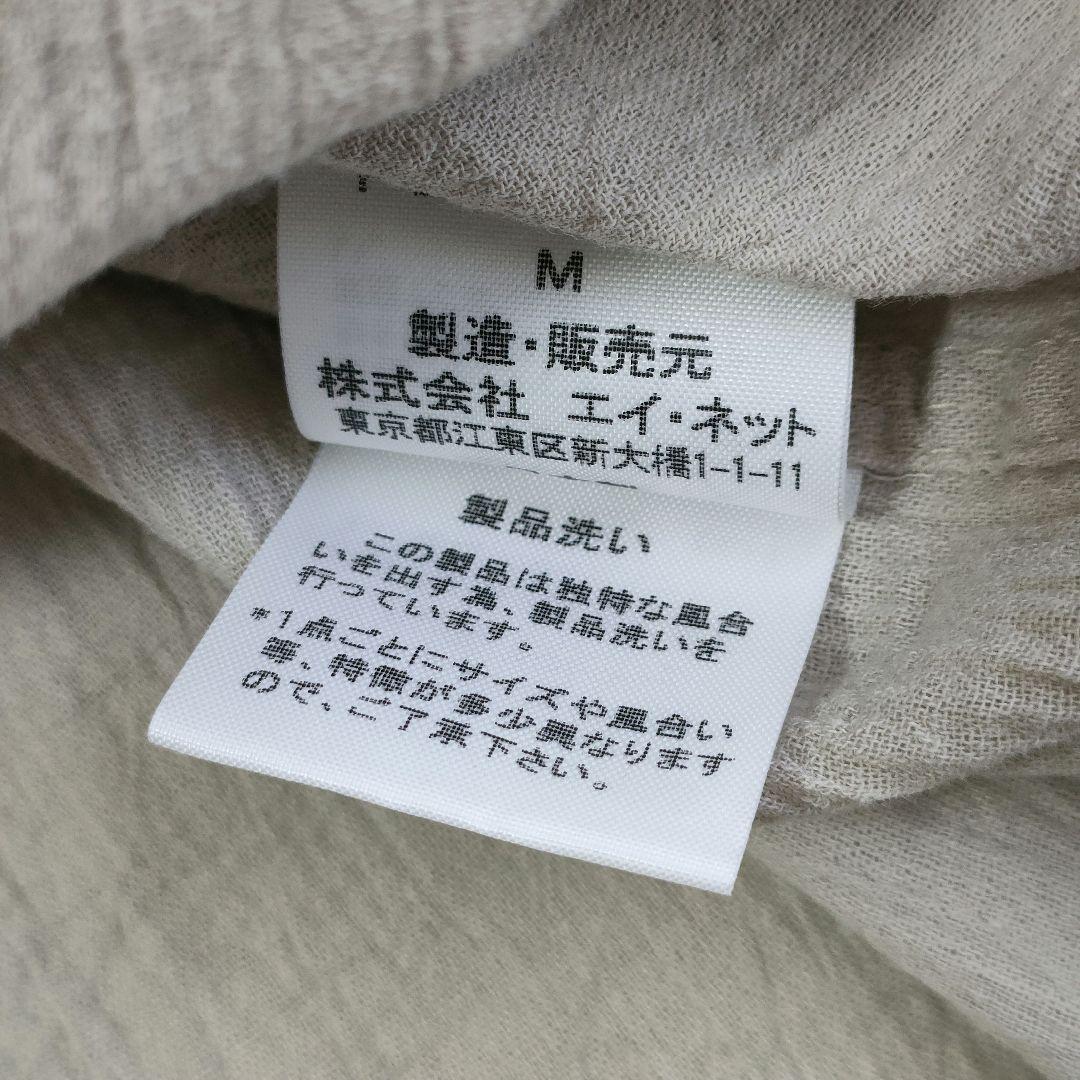 M
製造・販売元
株式会社 エイ・ネット
東京都江東区新大橋1-1-11
製品洗い
この製品は独特な風合
いを出す為、製品洗いを
行っています。
*1点ごとにサイズや風合い
等、特徴が多少異なります
ので、ご了承下さい。